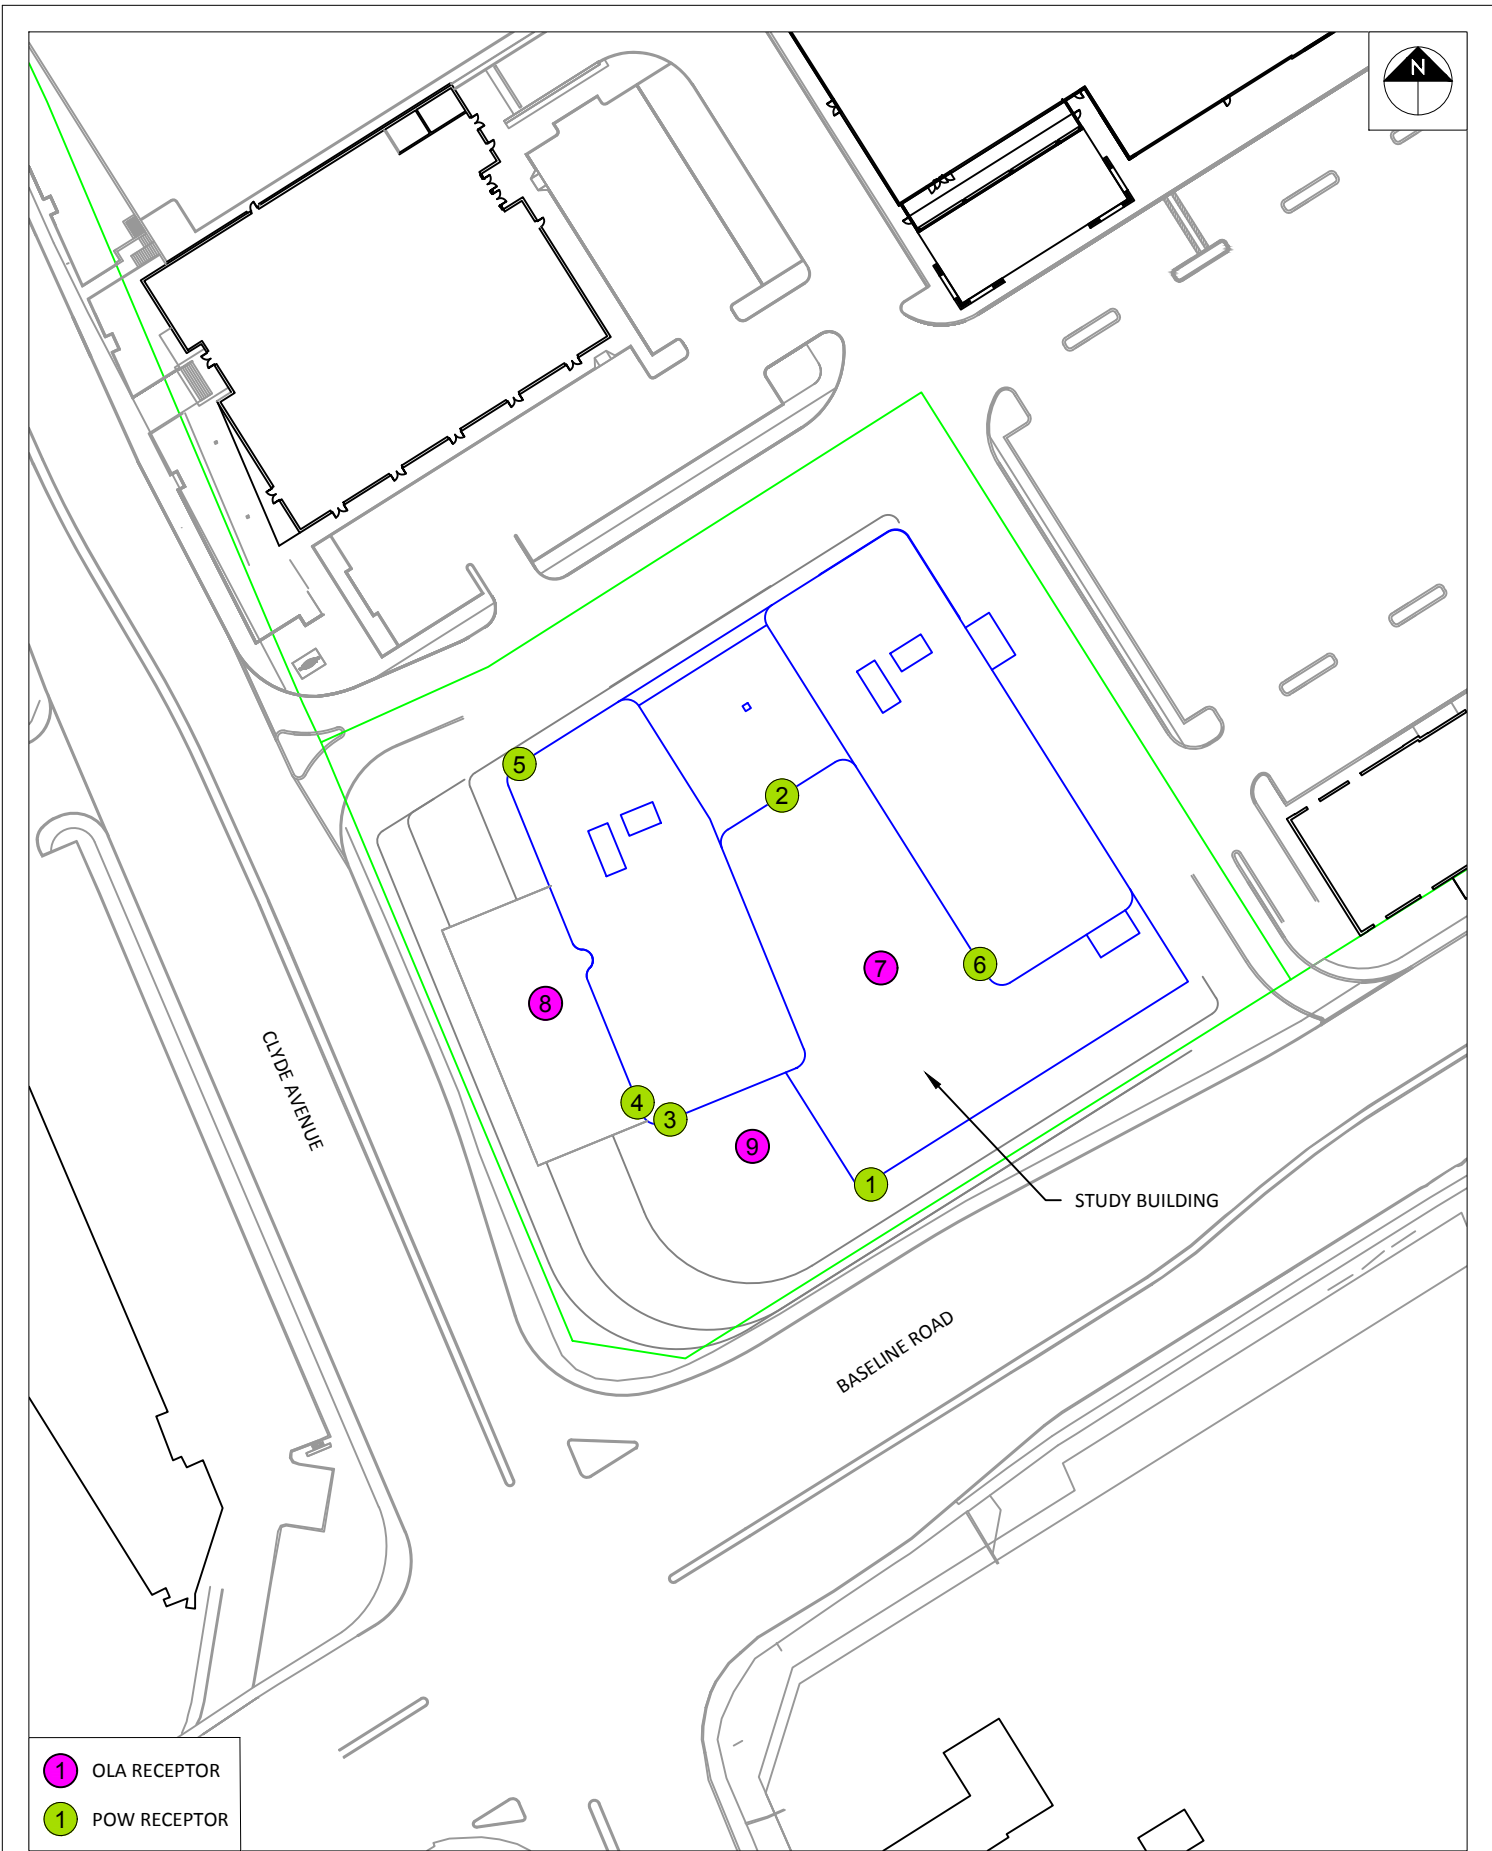 N
5
2
6
7
8
4
3
9
1
CLYDE AVENUE
STUDY BUILDING
BASELINE ROAD
1 OLA RECEPTOR
1 POW RECEPTOR